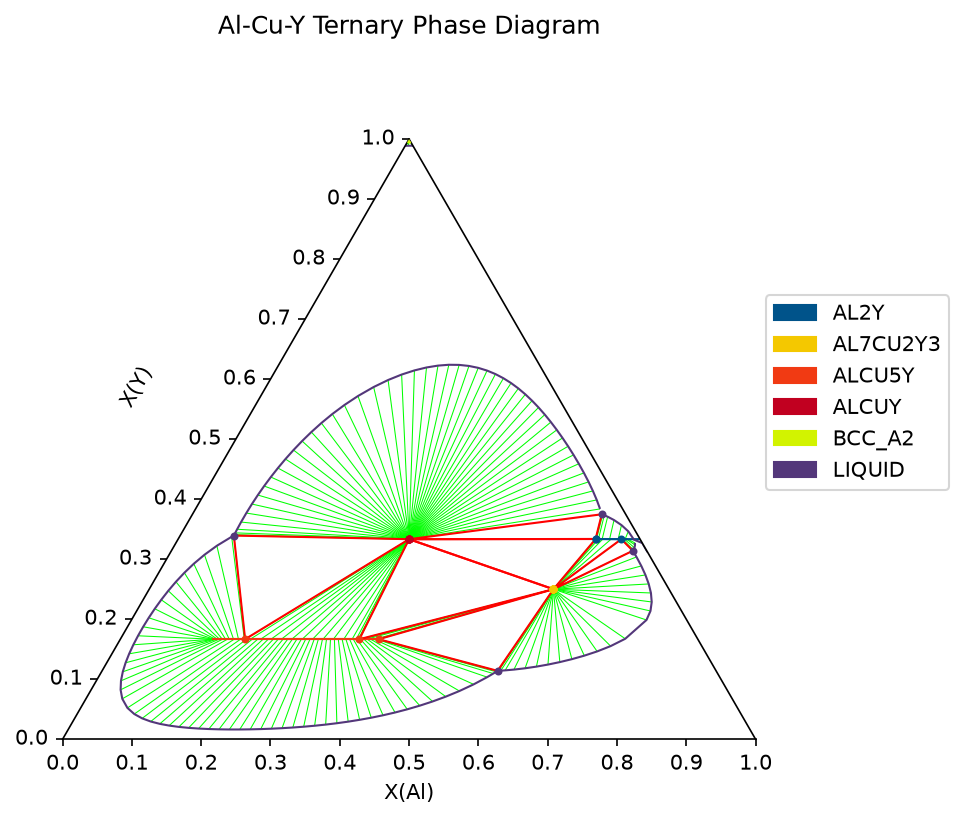 Al-Cu-Y Ternary Phase Diagram
1.0
0.9
0.8
0.7
0.6
0.5
0.4
0.3
0.2
0.1
0.0
X(Y)
0.0 0.1 0.2 0.3 0.4 0.5 0.6 0.7 0.8 0.9 1.0
X(Al)
AL2Y
AL7CU2Y3
ALCU5Y
ALCUY
BCC_A2
LIQUID